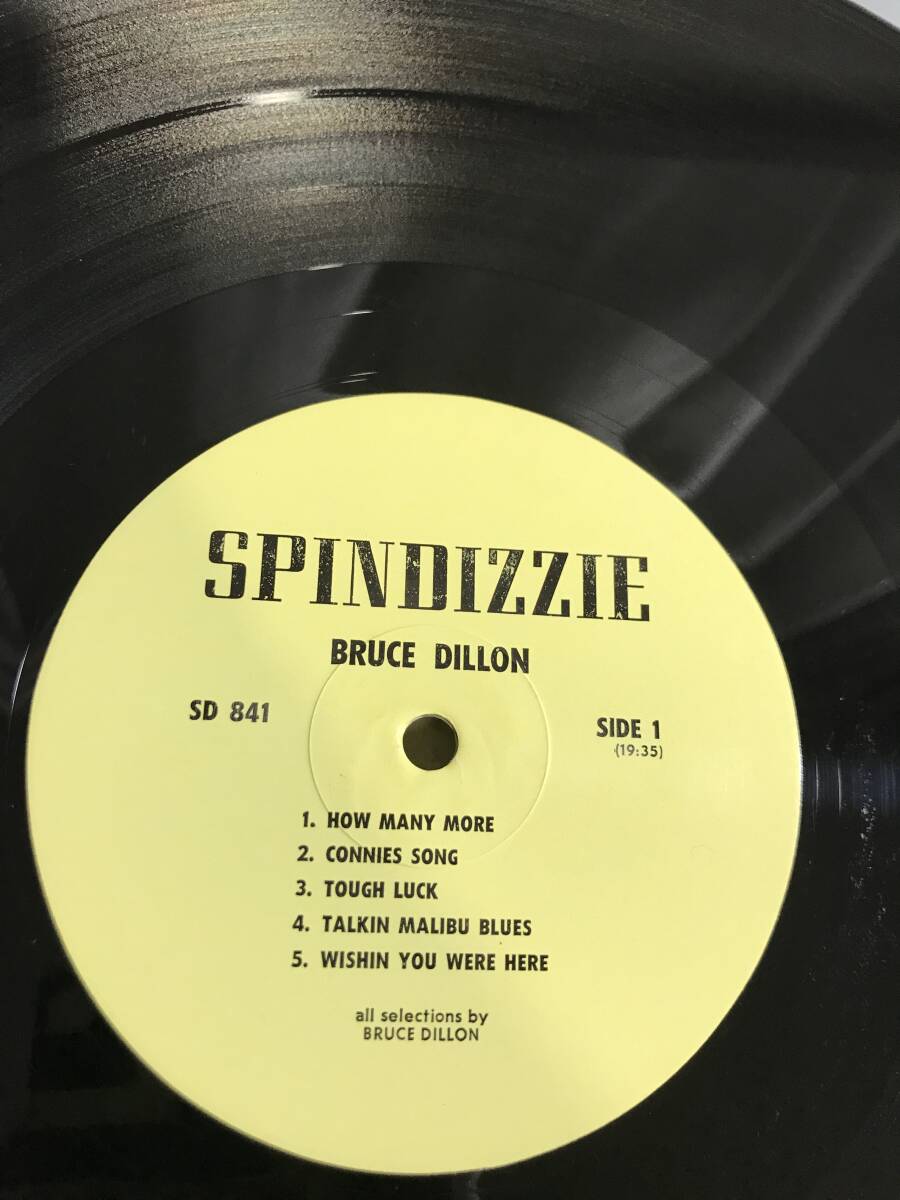 SPINDIZZIE
BRUCE DILLON
SD 841
SIDE 1
(19:35)
1. HOW MANY MORE
2. CONNIES SONG
3. TOUGH LUCK
4. TALKIN MALIBU BLUES
5. WISHIN YOU WERE HERE
all selections by
BRUCE DILLON